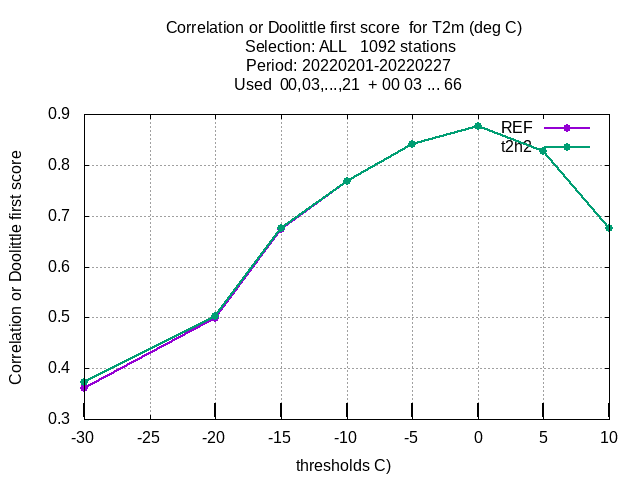 Correlation or Doolittle first score  for T2m (deg C)
Selection: ALL   1092 stations
Period: 20220201-20220227
Used  00,03,...,21  + 00 03 ... 66
Correlation or Doolittle first score
0.9
0.8
0.7
0.6
0.5
0.4
0.3
REF
t2n2
-30
-25
-20
-15
-10
-5
0
5
10
thresholds C)